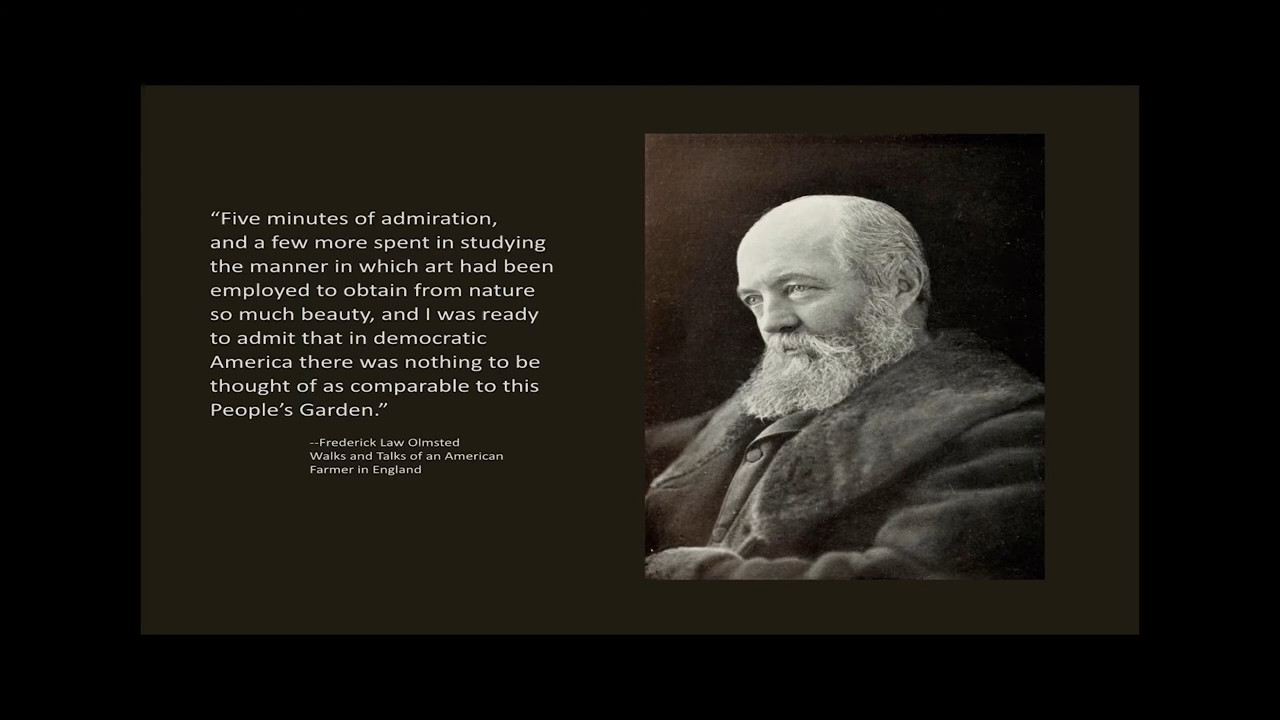 “Five minutes of admiration,
and a few more spent in studying
the manner in which art had been
employed to obtain from nature
so much beauty, and I was ready
to admit that in democratic
America there was nothing to be
thought of as comparable to this
People’s Garden.”
--Frederick Law Olmsted
Walks and Talks of an American
Farmer in England